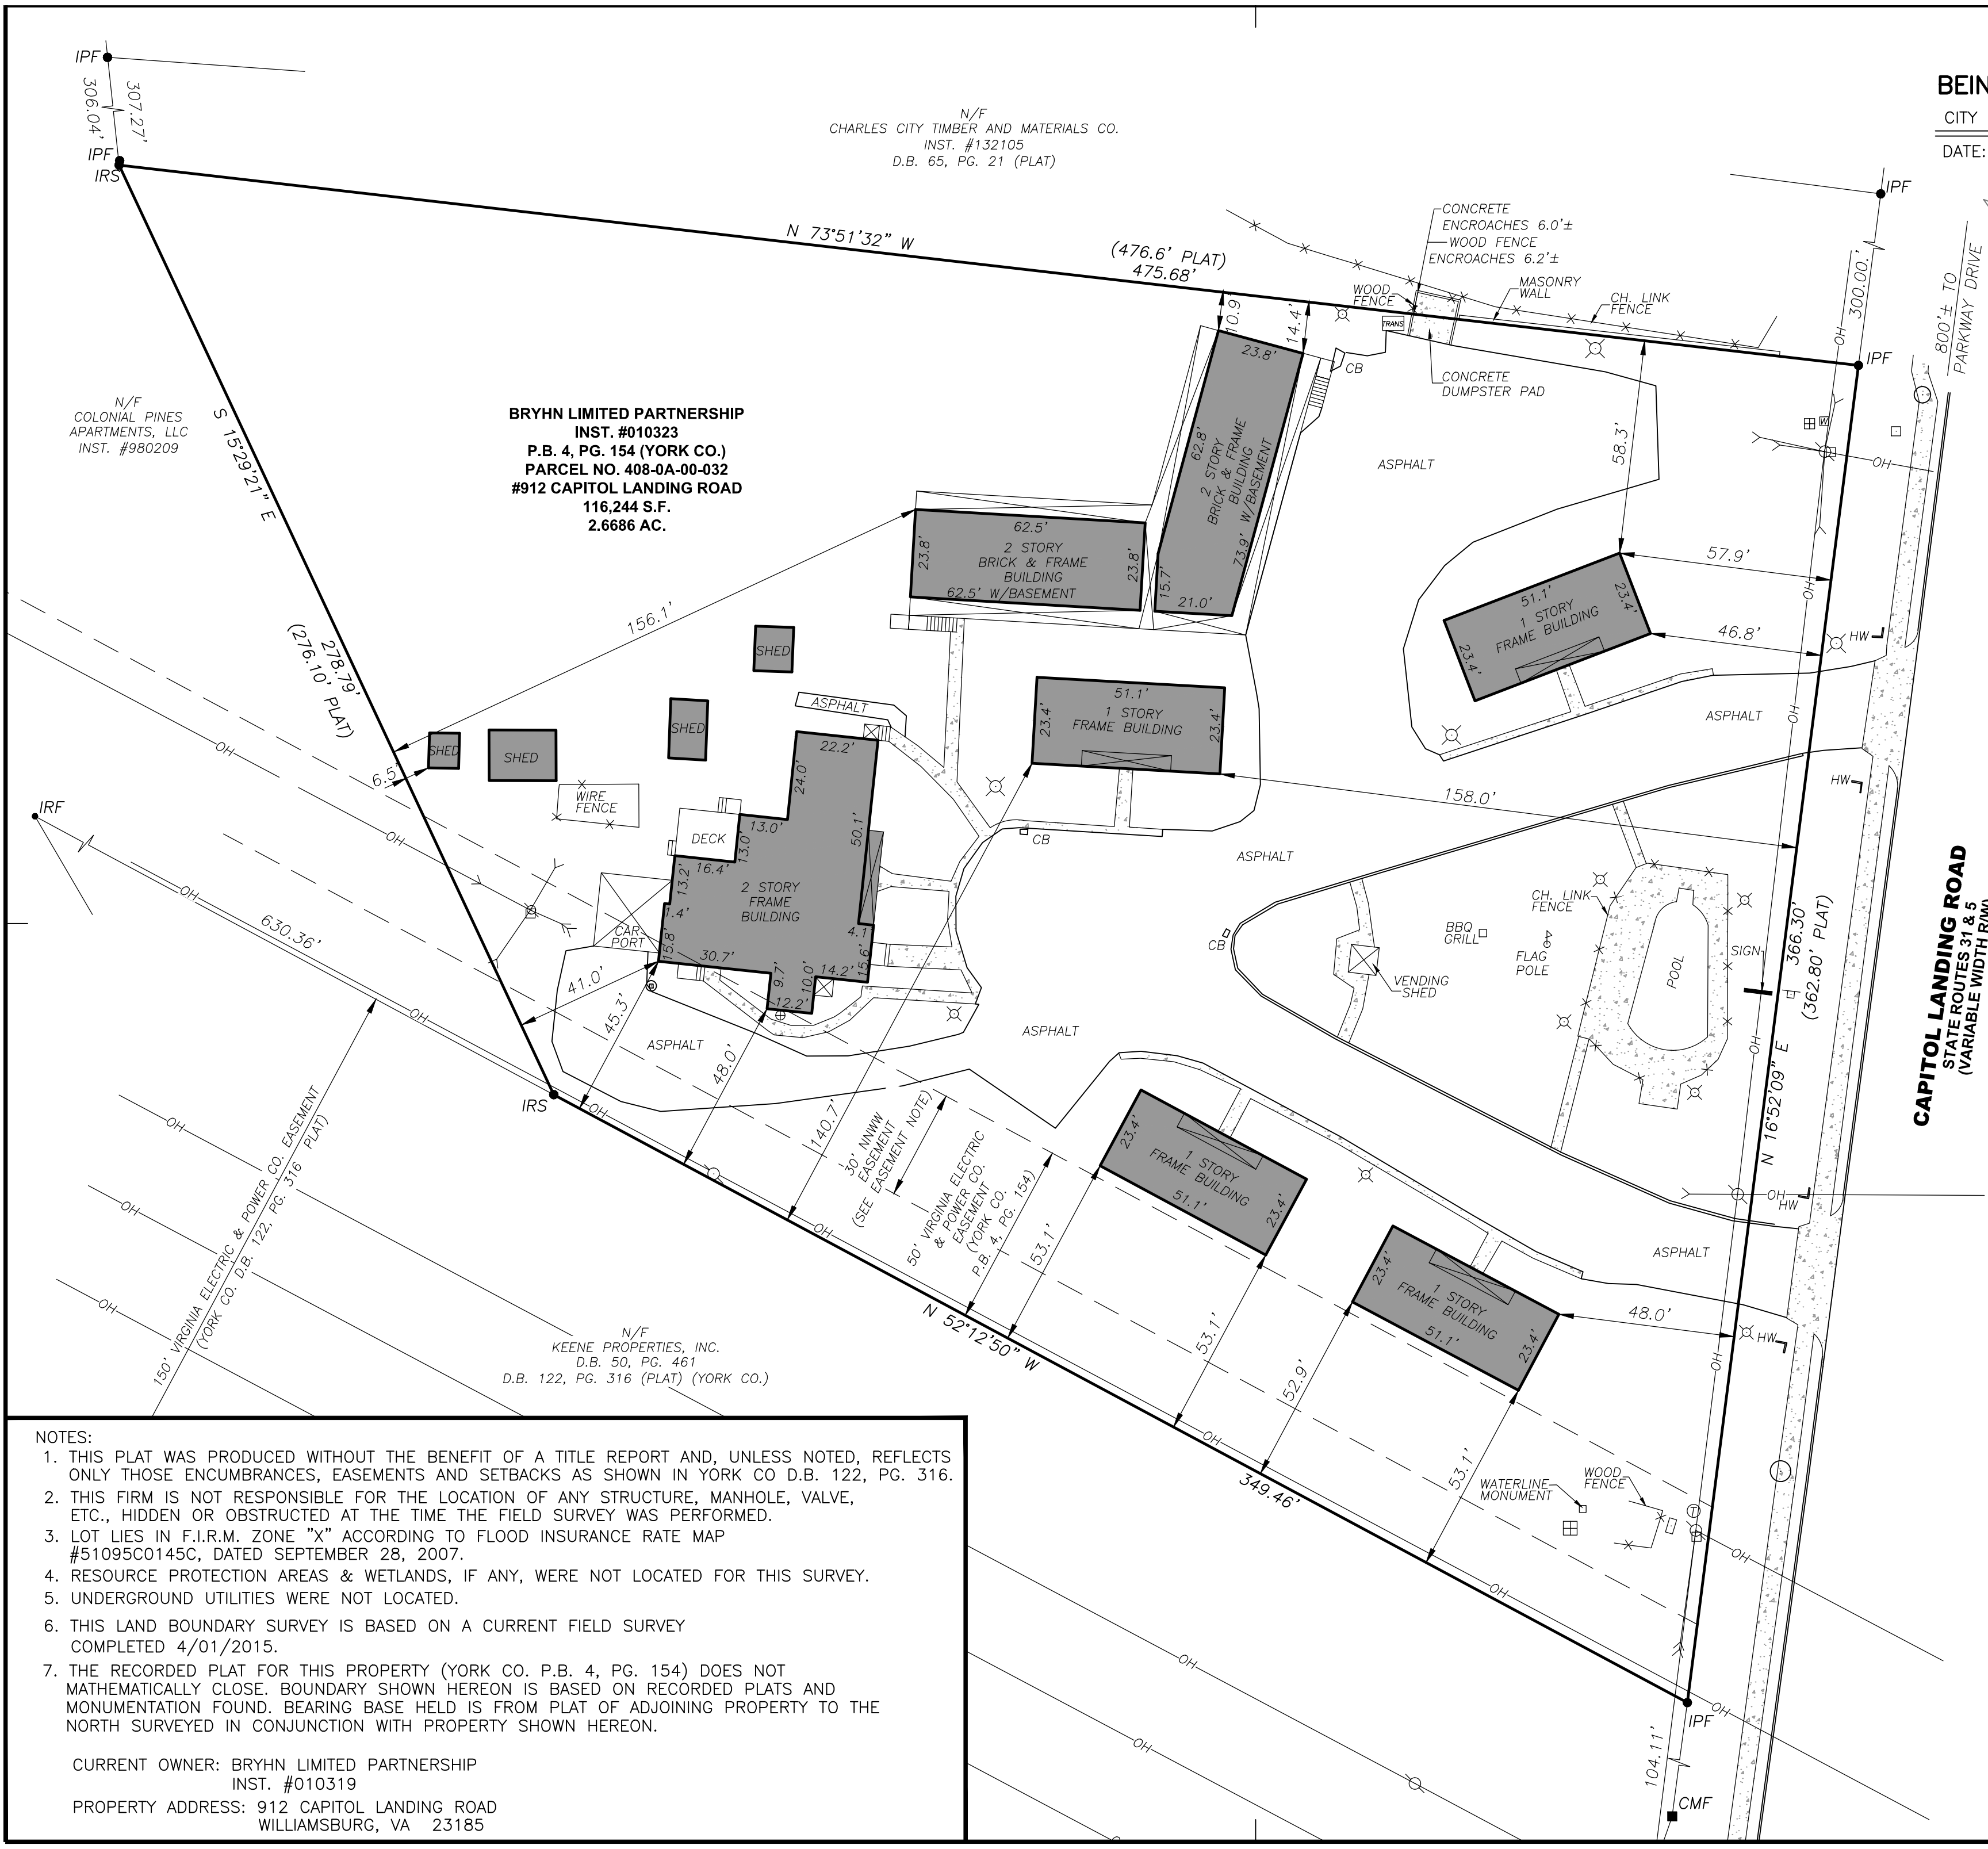 IPF
306.04'
307.27'
IPF
IRS
N/F
CHARLES CITY TIMBER AND MATERIALS CO.
INST. #132105
D.B. 65, PG. 21 (PLAT)
BEIN
CITY
DATE:
IPF
300.00.'
800'± TO
PARKWAY DRIVE
N 73°51'32" W
(476.6' PLAT)
475.68'
CONCRETE
ENCROACHES 6.0'±
WOOD FENCE
ENCROACHES 6.2'±
WOOD
FENCE
MASONRY
WALL
CH. LINK
FENCE
TRANS
CONCRETE
DUMPSTER PAD
OH
IPF
N/F
COLONIAL PINES
APARTMENTS, LLC
INST. #980209
S 15°29'21" E
278.79'
(276.10' PLAT)
BRYHN LIMITED PARTNERSHIP
INST. #010323
P.B. 4, PG. 154 (YORK CO.)
PARCEL NO. 408-0A-00-032
#912 CAPITOL LANDING ROAD
116,244 S.F.
2.6686 AC.
10.9'
14.4'
23.8'
CB
62.8'
2 STORY
BRICK & FRAME
BUILDING
W/BASEMENT
73.9'
15.7'
21.0'
ASPHALT
58.3'
W
OH
62.5'
23.8'
2 STORY
BRICK & FRAME
BUILDING
62.5' W/BASEMENT
23.8'
57.9'
51.1'
23.4'
1 STORY
FRAME BUILDING
23.4'
46.8'
OH
HW
156.1'
SHED
SHED
SHED
SHED
6.5'
ASPHALT
51.1'
1 STORY
FRAME BUILDING
23.4'
23.4'
ASPHALT
OH
HW
158.0'
OH
OH
IRF
WIRE
FENCE
DECK
22.2'
24.0'
13.0'
13.0'
50.1'
16.4'
13.2'
1.4'
15.8'
2 STORY
FRAME
BUILDING
4.1
15.6'
30.7'
9.7'
10.0'
14.2'
12.2'
CAR
PORT
CB
ASPHALT
CB
OH
630.36'
OH
41.0'
45.3'
48.0'
140.7'
ASPHALT
ASPHALT
BBQ
GRILL
FLAG
POLE
CH. LINK
FENCE
POOL
SIGN
VENDING
SHED
366.30'
(362.80' PLAT)
N 16°52'09" E
CAPITOL LANDING ROAD
STATE ROUTES 31 & 5
(VARIABLE WIDTH R/W)
OH
IRS
OH
OH
OH
OH
150' VIRGINIA ELECTRIC & POWER CO. EASEMENT
(YORK CO. D.B. 122, PG. 316 PLAT)
30' NNWW
EASEMENT
(SEE EASEMENT NOTE)
50' VIRGINIA ELECTRIC
& POWER CO.
EASEMENT
(YORK CO.
P.B. 4, PG. 154)
OH
53.1'
23.4'
1 STORY
FRAME BUILDING
51.1'
23.4'
OH
HW
ASPHALT
23.4'
1 STORY
FRAME BUILDING
51.1'
23.4'
48.0'
HW
OH
53.1'
52.9'
53.1'
N 52°12'50" W
349.46'
OH
OH
WATERLINE
MONUMENT
WOOD
FENCE
T
OH
OH
IPF
104.11'
CMF
OH
OH
N/F
KEENE PROPERTIES, INC.
D.B. 50, PG. 461
D.B. 122, PG. 316 (PLAT) (YORK CO.)
NOTES:
1. THIS PLAT WAS PRODUCED WITHOUT THE BENEFIT OF A TITLE REPORT AND, UNLESS NOTED, REFLECTS
ONLY THOSE ENCUMBRANCES, EASEMENTS AND SETBACKS AS SHOWN IN YORK CO D.B. 122, PG. 316.
2. THIS FIRM IS NOT RESPONSIBLE FOR THE LOCATION OF ANY STRUCTURE, MANHOLE, VALVE,
ETC., HIDDEN OR OBSTRUCTED AT THE TIME THE FIELD SURVEY WAS PERFORMED.
3. LOT LIES IN F.I.R.M. ZONE "X" ACCORDING TO FLOOD INSURANCE RATE MAP
#51095C0145C, DATED SEPTEMBER 28, 2007.
4. RESOURCE PROTECTION AREAS & WETLANDS, IF ANY, WERE NOT LOCATED FOR THIS SURVEY.
5. UNDERGROUND UTILITIES WERE NOT LOCATED.
6. THIS LAND BOUNDARY SURVEY IS BASED ON A CURRENT FIELD SURVEY
COMPLETED 4/01/2015.
7. THE RECORDED PLAT FOR THIS PROPERTY (YORK CO. P.B. 4, PG. 154) DOES NOT
MATHEMATICALLY CLOSE. BOUNDARY SHOWN HEREON IS BASED ON RECORDED PLATS AND
MONUMENTATION FOUND. BEARING BASE HELD IS FROM PLAT OF ADJOINING PROPERTY TO THE
NORTH SURVEYED IN CONJUNCTION WITH PROPERTY SHOWN HEREON.
CURRENT OWNER: BRYHN LIMITED PARTNERSHIP
INST. #010319
PROPERTY ADDRESS: 912 CAPITOL LANDING ROAD
WILLIAMSBURG, VA 23185